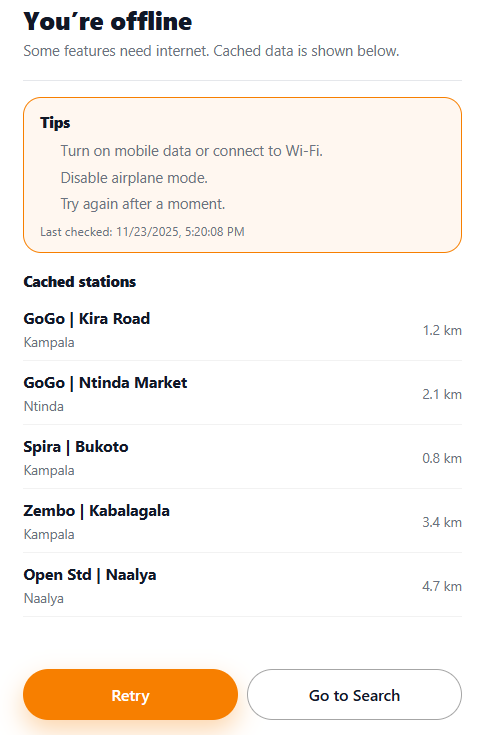 You’re offline
Some features need internet. Cached data is shown below.
Tips
Turn on mobile data or connect to Wi-Fi.
Disable airplane mode.
Try again after a moment.
Last checked: 11/23/2025, 5:20:08 PM
Cached stations
GoGo | Kira Road
Kampala
1.2 km
GoGo | Ntinda Market
Ntinda
2.1 km
Spira | Bukoto
Kampala
0.8 km
Zembo | Kabalagala
Kampala
3.4 km
Open Std | Naalya
Naalya
4.7 km
Retry
Go to Search